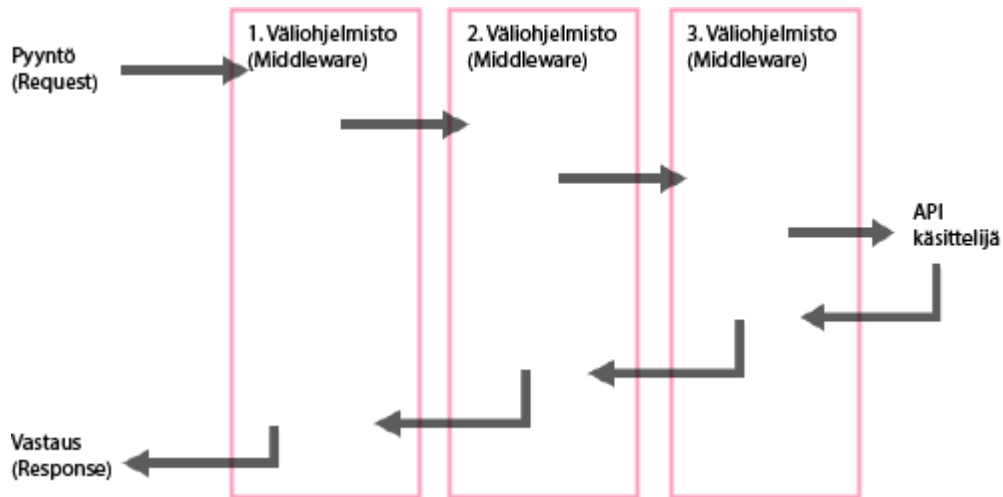 Pyyntö
(Request)
1. Väliohjelmisto
(Middleware)
2. Väliohjelmisto
(Middleware)
3. Väliohjelmisto
(Middleware)
API
käsittelijä
Vastaus
(Response)